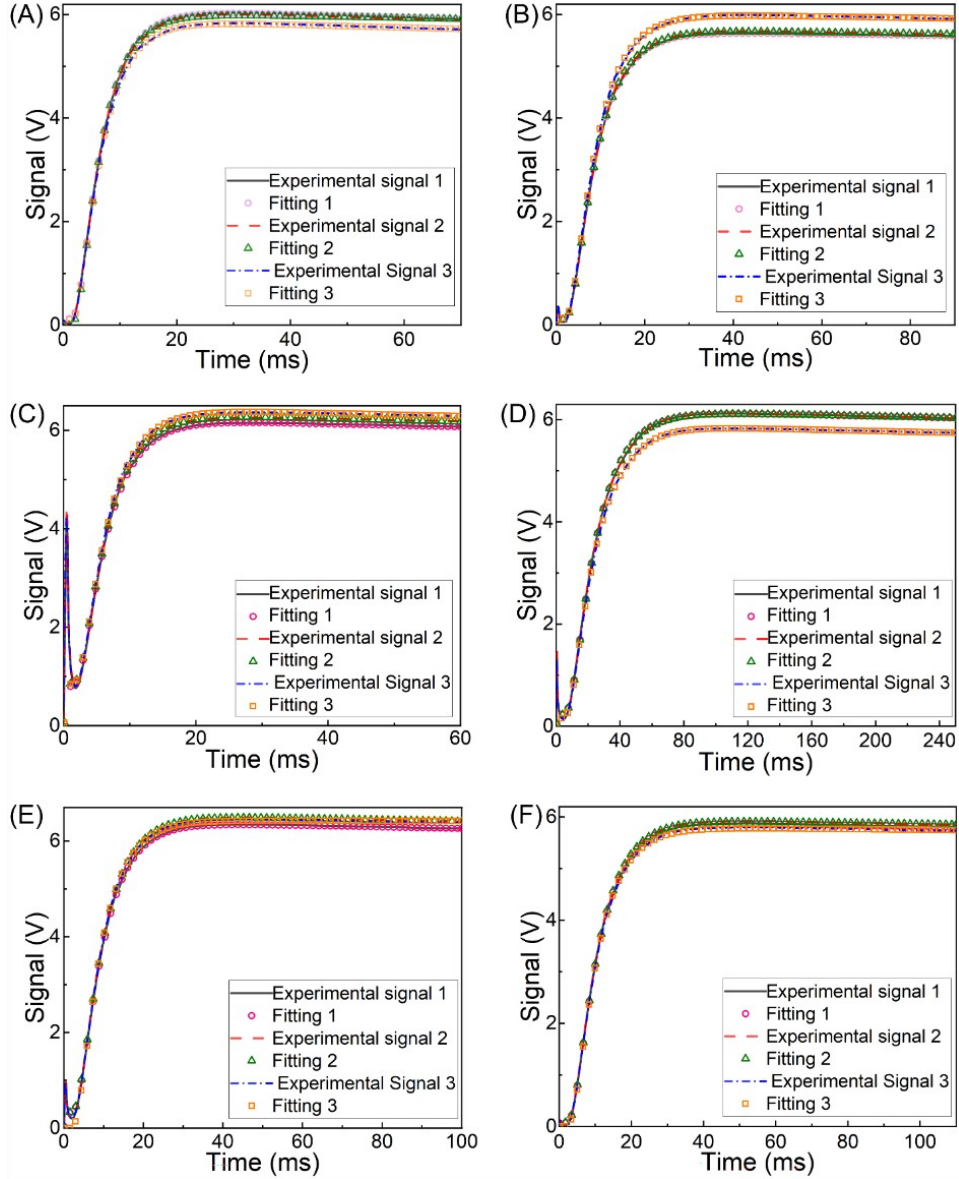 (A)
6
4
2
0
Signal (V)
Experimental signal 1
Fitting 1
Experimental signal 2
Fitting 2
Experimental Signal 3
Fitting 3
0 20 40 60
Time (ms)
(B)
6
4
2
0
Signal (V)
Experimental signal 1
Fitting 1
Experimental signal 2
Fitting 2
Experimental Signal 3
Fitting 3
0 20 40 60 80
Time (ms)
(C)
6
4
2
0
Signal (V)
Experimental signal 1
Fitting 1
Experimental signal 2
Fitting 2
Experimental Signal 3
Fitting 3
0 20 40 60
Time (ms)
(D)
6
4
2
0
Signal (V)
Experimental signal 1
Fitting 1
Experimental signal 2
Fitting 2
Experimental Signal 3
Fitting 3
0 40 80 120 160 200 240
Time (ms)
(E)
6
4
2
0
Signal (V)
Experimental signal 1
Fitting 1
Experimental signal 2
Fitting 2
Experimental Signal 3
Fitting 3
0 20 40 60 80 100
Time (ms)
(F)
6
4
2
0
Signal (V)
Experimental signal 1
Fitting 1
Experimental signal 2
Fitting 2
Experimental Signal 3
Fitting 3
0 20 40 60 80 100
Time (ms)